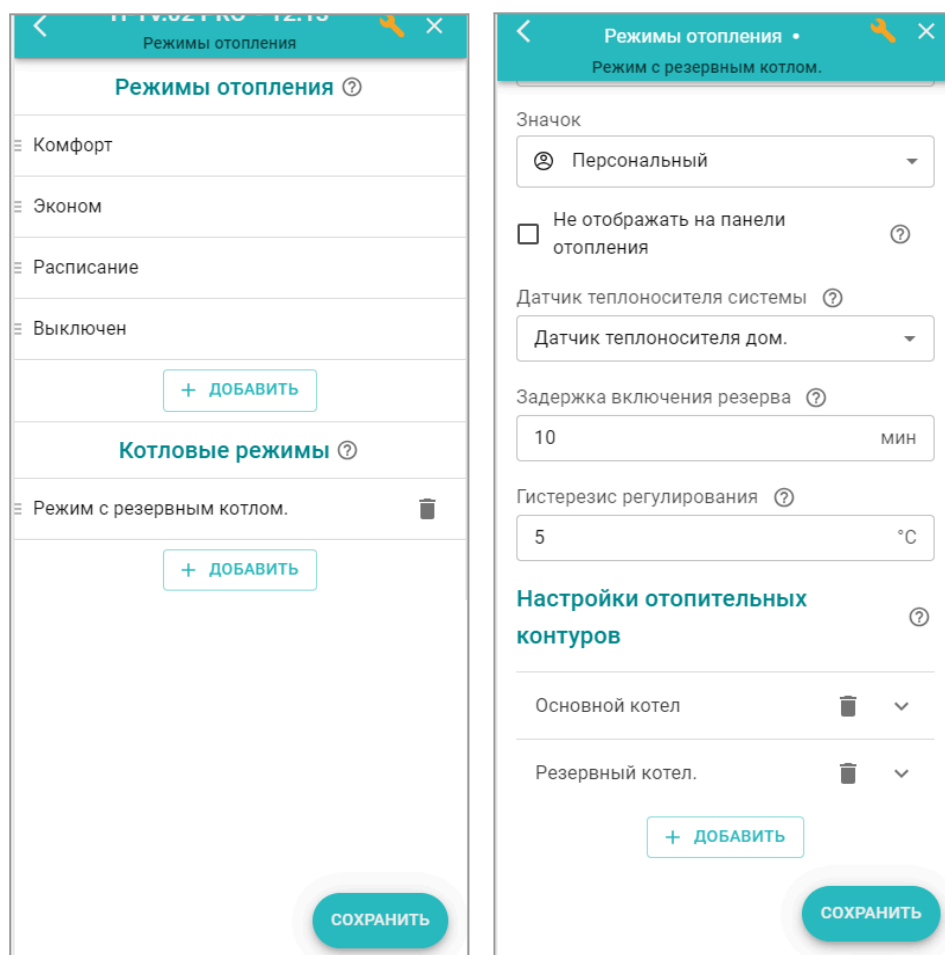 Режимы отопления
Режимы отопления
Комфорт
Эконом
Расписание
Выключен
+ ДОБАВИТЬ
Котловые режимы
Режим с резервным котлом.
+ ДОБАВИТЬ
СОХРАНИТЬ
Режимы отопления •
Режим с резервным котлом.
Значок
Персональный
Не отображать на панели
отопления
Датчик теплоносителя системы
Датчик теплоносителя дом.
Задержка включения резерва
10 мин
Гистерезис регулирования
5 °C
Настройки отопительных
контуров
Основной котел
Резервный котел.
+ ДОБАВИТЬ
СОХРАНИТЬ